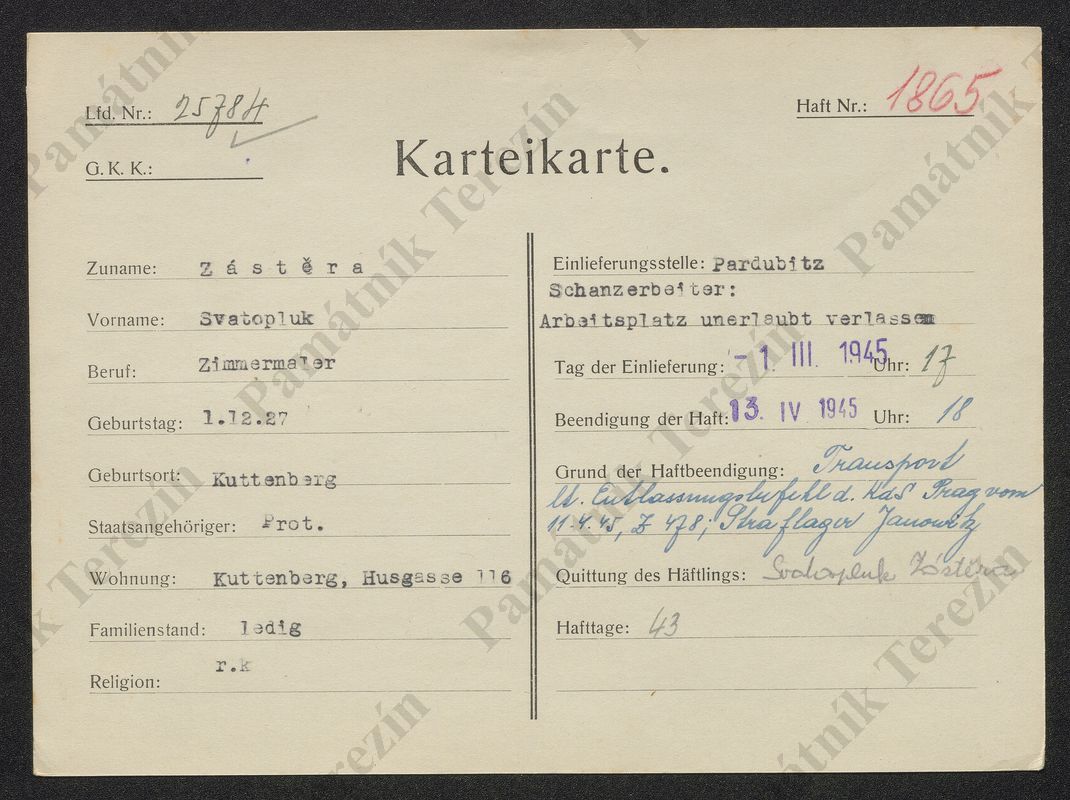 Lfd. Nr.: 25784
Haft Nr.: 1865
G. K. K.:
Karteikarte.
Zuname: Zástěra
Vorname: Svatopluk
Beruf: Zimmermaler
Geburtstag: 1.12.27
Geburtsort: Kuttenberg
Staatsangehöriger: Prot.
Wohnung: Kuttenberg, Husgasse 116
Familienstand: ledig
Religion: r.k
Einlieferungsstelle: Pardubitz
Schanzerbeiter:
Arbeitsplatz unerlaubt verlassen
Tag der Einlieferung: - 1. III. 1945 Uhr: 17
Beendigung der Haft: 13. IV 1945 Uhr: 18
Grund der Haftbeendigung: Transport
lt. Entlassungsbefehl d. KdS Prag vom
11.4.45, Z 478; Straflager Janowitz
Quittung des Häftlings: Svatopluk Zástěra
Hafttage: 43
Památník Terezín